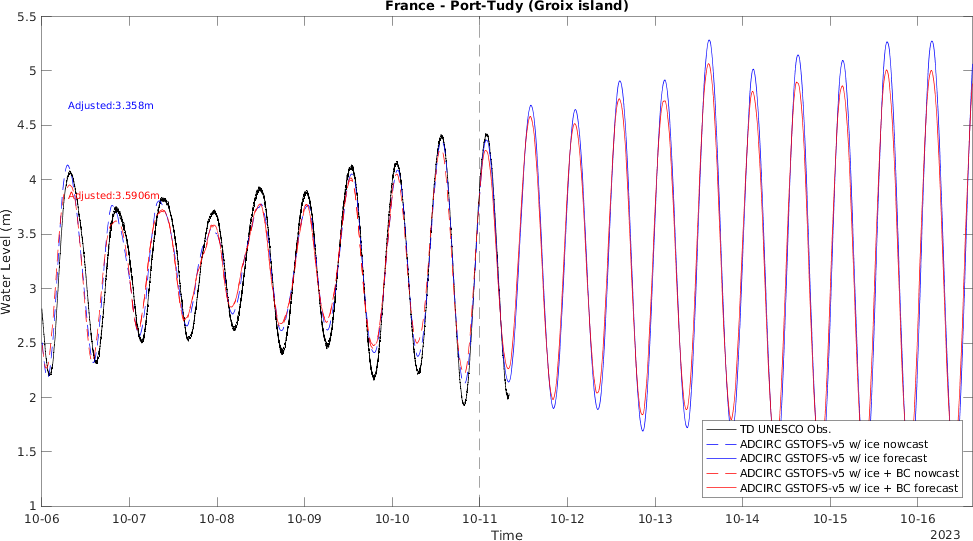 France - Port-Tudy (Groix island)
5.5
5
4.5
4
3.5
3
2.5
2
1.5
1
Water Level (m)
Adjusted:3.358m
Adjusted:3.5906m
TD UNESCO Obs.
ADCIRC GSTOFS-v5 w/ ice nowcast
ADCIRC GSTOFS-v5 w/ ice forecast
ADCIRC GSTOFS-v5 w/ ice + BC nowcast
ADCIRC GSTOFS-v5 w/ ice + BC forecast
10-06 10-07 10-08 10-09 10-10 10-11 10-12 10-13 10-14 10-15 10-16
Time
2023